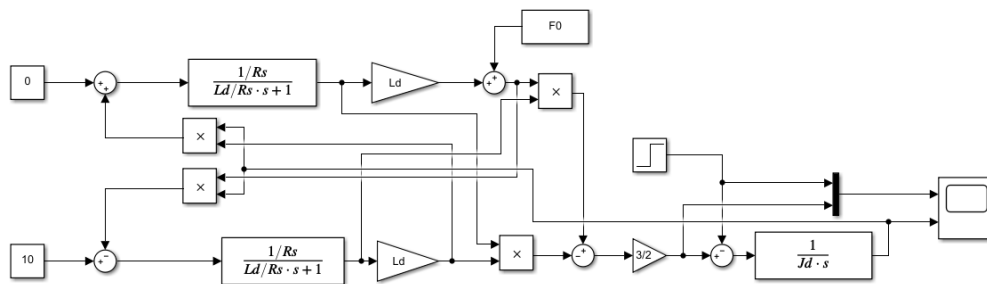 F0
0
1/Rs
Ld/Rs · s + 1
Ld
+
+
+
+
×
×
×
10
+
−
1/Rs
Ld/Rs · s + 1
Ld
×
−
+
3/2
+
−
1
Jd · s